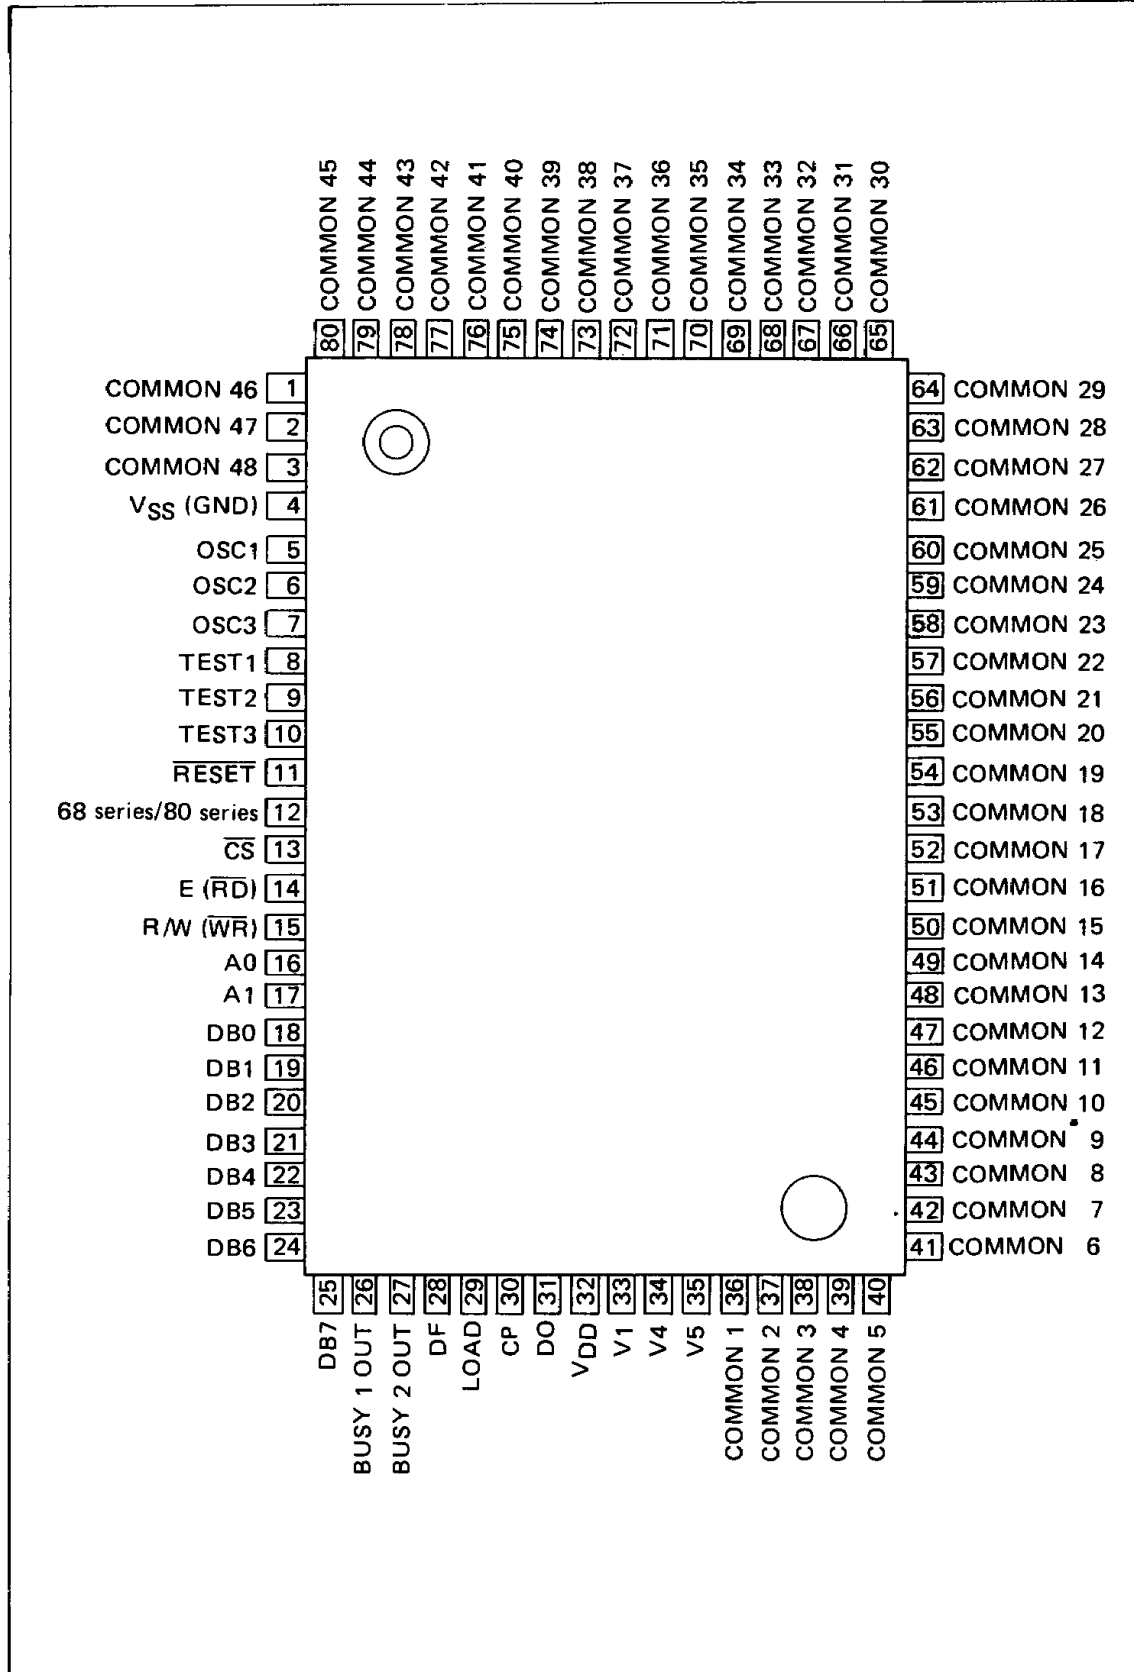 80 COMMON 45
79 COMMON 44
78 COMMON 43
77 COMMON 42
76 COMMON 41
75 COMMON 40
74 COMMON 39
73 COMMON 38
72 COMMON 37
71 COMMON 36
70 COMMON 35
69 COMMON 34
68 COMMON 33
67 COMMON 32
66 COMMON 31
65 COMMON 30
COMMON 46 1
COMMON 47 2
COMMON 48 3
VSS (GND) 4
OSC1 5
OSC2 6
OSC3 7
TEST1 8
TEST2 9
TEST3 10
RESET 11
68 series/80 series 12
CS 13
E (RD) 14
R/W (WR) 15
A0 16
A1 17
DB0 18
DB1 19
DB2 20
DB3 21
DB4 22
DB5 23
DB6 24
64 COMMON 29
63 COMMON 28
62 COMMON 27
61 COMMON 26
60 COMMON 25
59 COMMON 24
58 COMMON 23
57 COMMON 22
56 COMMON 21
55 COMMON 20
54 COMMON 19
53 COMMON 18
52 COMMON 17
51 COMMON 16
50 COMMON 15
49 COMMON 14
48 COMMON 13
47 COMMON 12
46 COMMON 11
45 COMMON 10
44 COMMON 9
43 COMMON 8
42 COMMON 7
41 COMMON 6
DB7 25
BUSY 1 OUT 26
BUSY 2 OUT 27
DF 28
LOAD 29
CP 30
DO 31
VDD 32
V1 33
V4 34
V5 35
COMMON 1 36
COMMON 2 37
COMMON 3 38
COMMON 4 39
COMMON 5 40